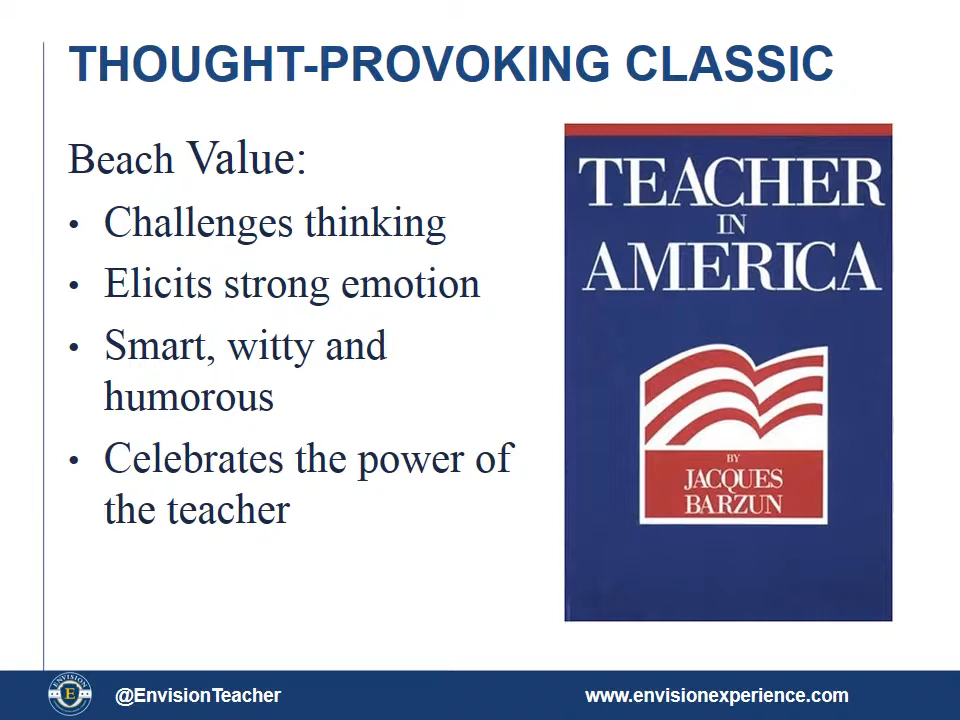 THOUGHT-PROVOKING CLASSIC
Beach Value:
• Challenges thinking
• Elicits strong emotion
• Smart, witty and
humorous
• Celebrates the power of
the teacher
TEACHER
IN
AMERICA
BY
JACQUES
BARZUN
ENVISION
E
@EnvisionTeacher
www.envisionexperience.com